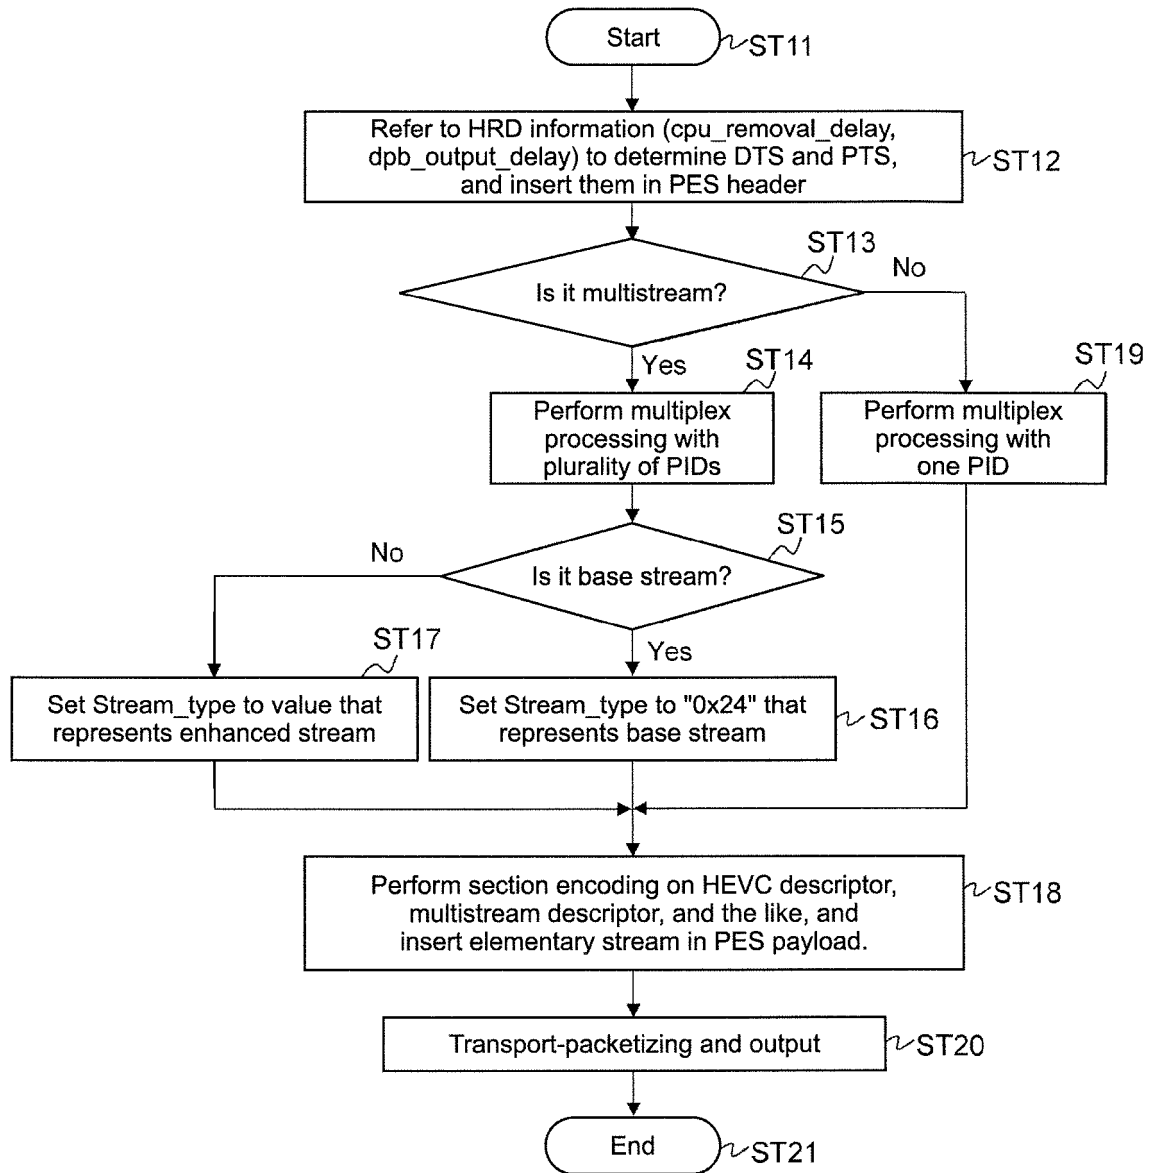 Start
ST11
Refer to HRD information (cpu_removal_delay,
dpb_output_delay) to determine DTS and PTS,
and insert them in PES header
ST12
ST13
Is it multistream?
No
Yes
ST14
ST19
Perform multiplex
processing with
plurality of PIDs
Perform multiplex
processing with
one PID
ST15
No
Is it base stream?
Yes
ST17
Set Stream_type to value that
represents enhanced stream
Set Stream_type to "0x24" that
represents base stream
ST16
Perform section encoding on HEVC descriptor,
multistream descriptor, and the like, and
insert elementary stream in PES payload.
ST18
Transport-packetizing and output
ST20
End
ST21